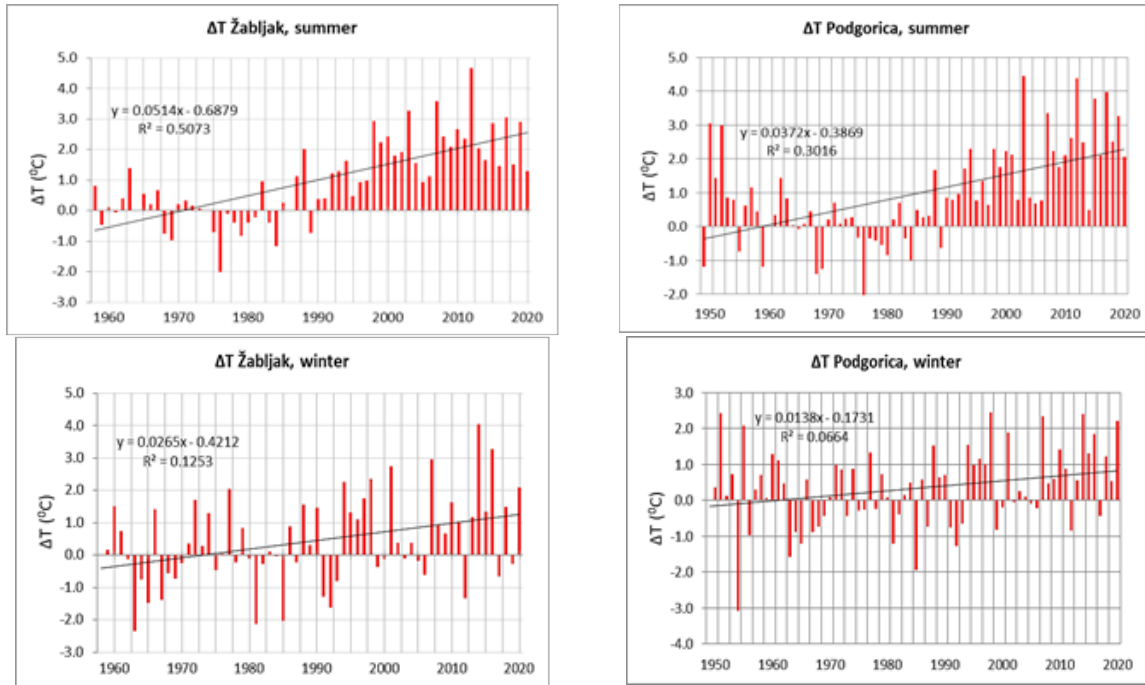 ΔT Žabljak, summer
5.0
4.0
3.0
2.0
1.0
0.0
-1.0
-2.0
-3.0
ΔT (⁰C)
y = 0.0514x - 0.6879
R² = 0.5073
1960 1970 1980 1990 2000 2010 2020
ΔT Podgorica, summer
5.0
4.0
3.0
2.0
1.0
0.0
-1.0
-2.0
ΔT (⁰C)
y = 0.0372x - 0.3869
R² = 0.3016
1950 1960 1970 1980 1990 2000 2010 2020
ΔT Žabljak, winter
5.0
4.0
3.0
2.0
1.0
0.0
-1.0
-2.0
-3.0
ΔT (⁰C)
y = 0.0265x - 0.4212
R² = 0.1253
1960 1970 1980 1990 2000 2010 2020
ΔT Podgorica, winter
3.0
2.0
1.0
0.0
-1.0
-2.0
-3.0
-4.0
ΔT (⁰C)
y = 0.0138x - 0.1731
R² = 0.0664
1950 1960 1970 1980 1990 2000 2010 2020